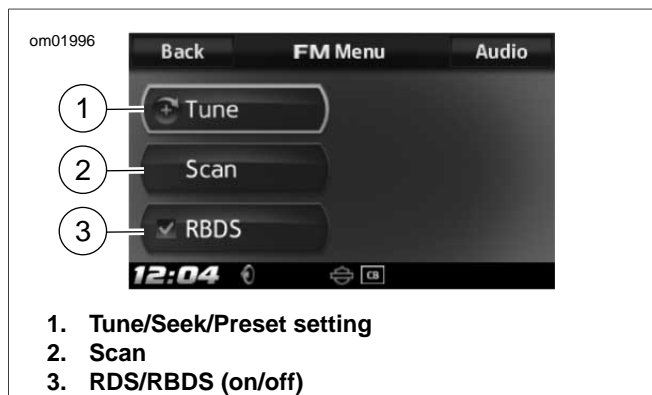 om01996
Back FM Menu Audio
1 Tune
2 Scan
3 RBDS
12:04 CB
1. Tune/Seek/Preset setting
2. Scan
3. RDS/RBDS (on/off)